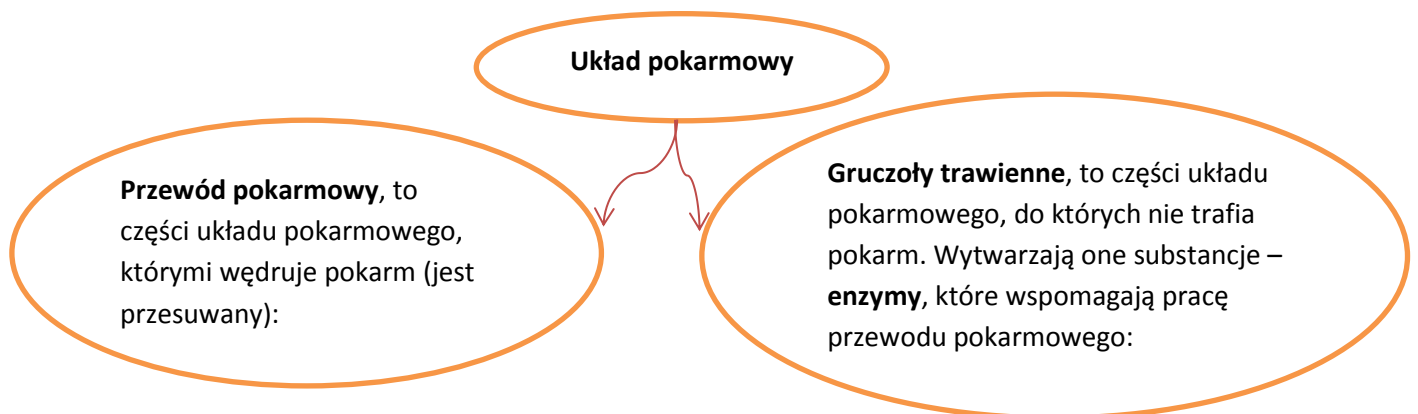 Układ pokarmowy
Przewód pokarmowy, to
części układu pokarmowego,
którymi wędruje pokarm (jest
przesuwany):
Gruczoły trawienne, to części układu
pokarmowego, do których nie trafia
pokarm. Wytwarzają one substancje –
enzymy, które wspomagają pracę
przewodu pokarmowego: